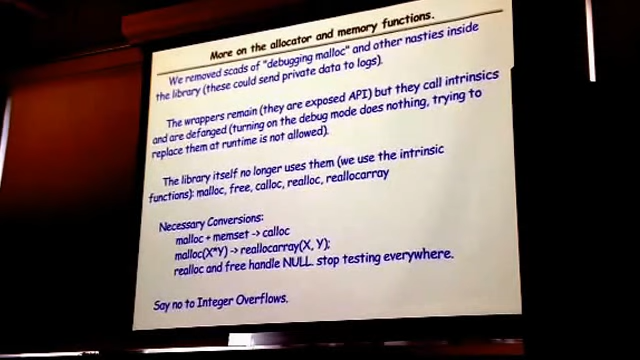 More on the allocator and memory functions.
We removed scads of "debugging malloc" and other nasties inside
the library (these could send private data to logs).
The wrappers remain (they are exposed API) but they call intrinsics
and are defanged (turning on the debug mode does nothing, trying to
replace them at runtime is not allowed).
The library itself no longer uses them (we use the intrinsic
functions): malloc, free, calloc, realloc, reallocarray
Necessary Conversions:
malloc + memset -> calloc
malloc(X*Y) -> reallocarray(X, Y);
realloc and free handle NULL. stop testing everywhere.
Say no to Integer Overflows.